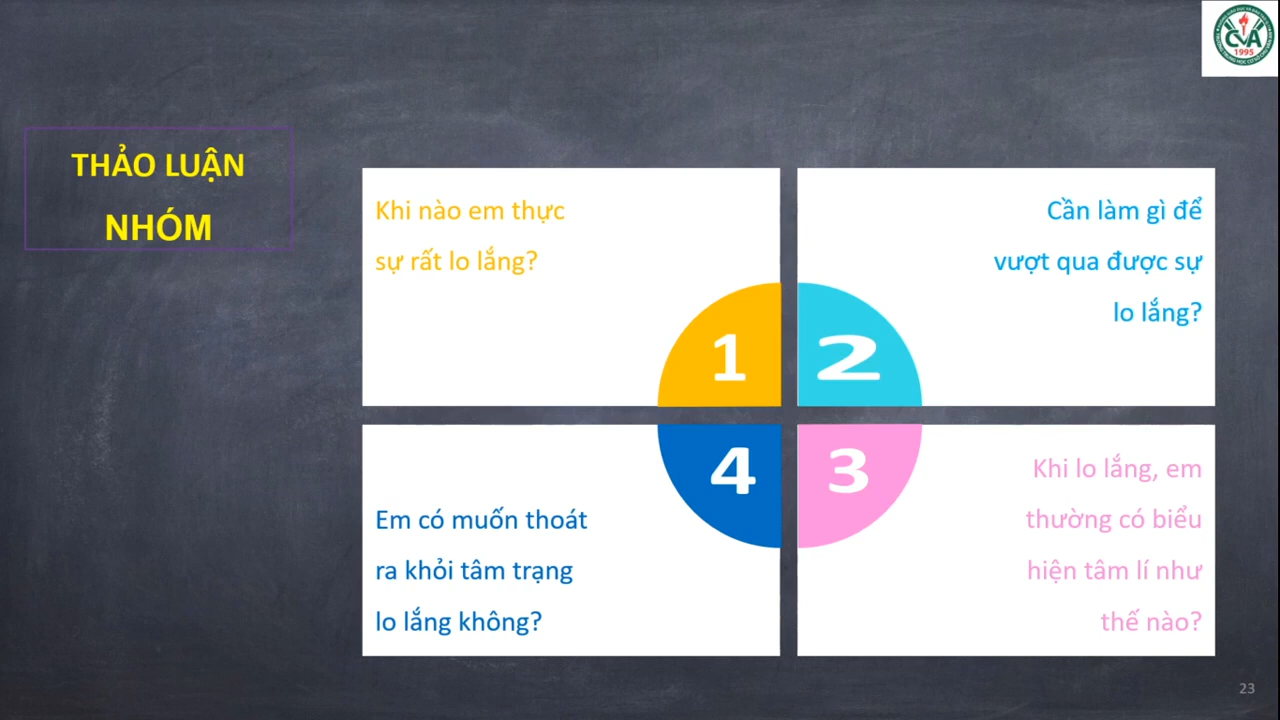 CVA
1995
THẢO LUẬN
NHÓM
Khi nào em thực
sự rất lo lắng?
1
Cần làm gì để
vượt qua được sự
lo lắng?
2
4
Em có muốn thoát
ra khỏi tâm trạng
lo lắng không?
3
Khi lo lắng, em
thường có biểu
hiện tâm lí như
thế nào?
23